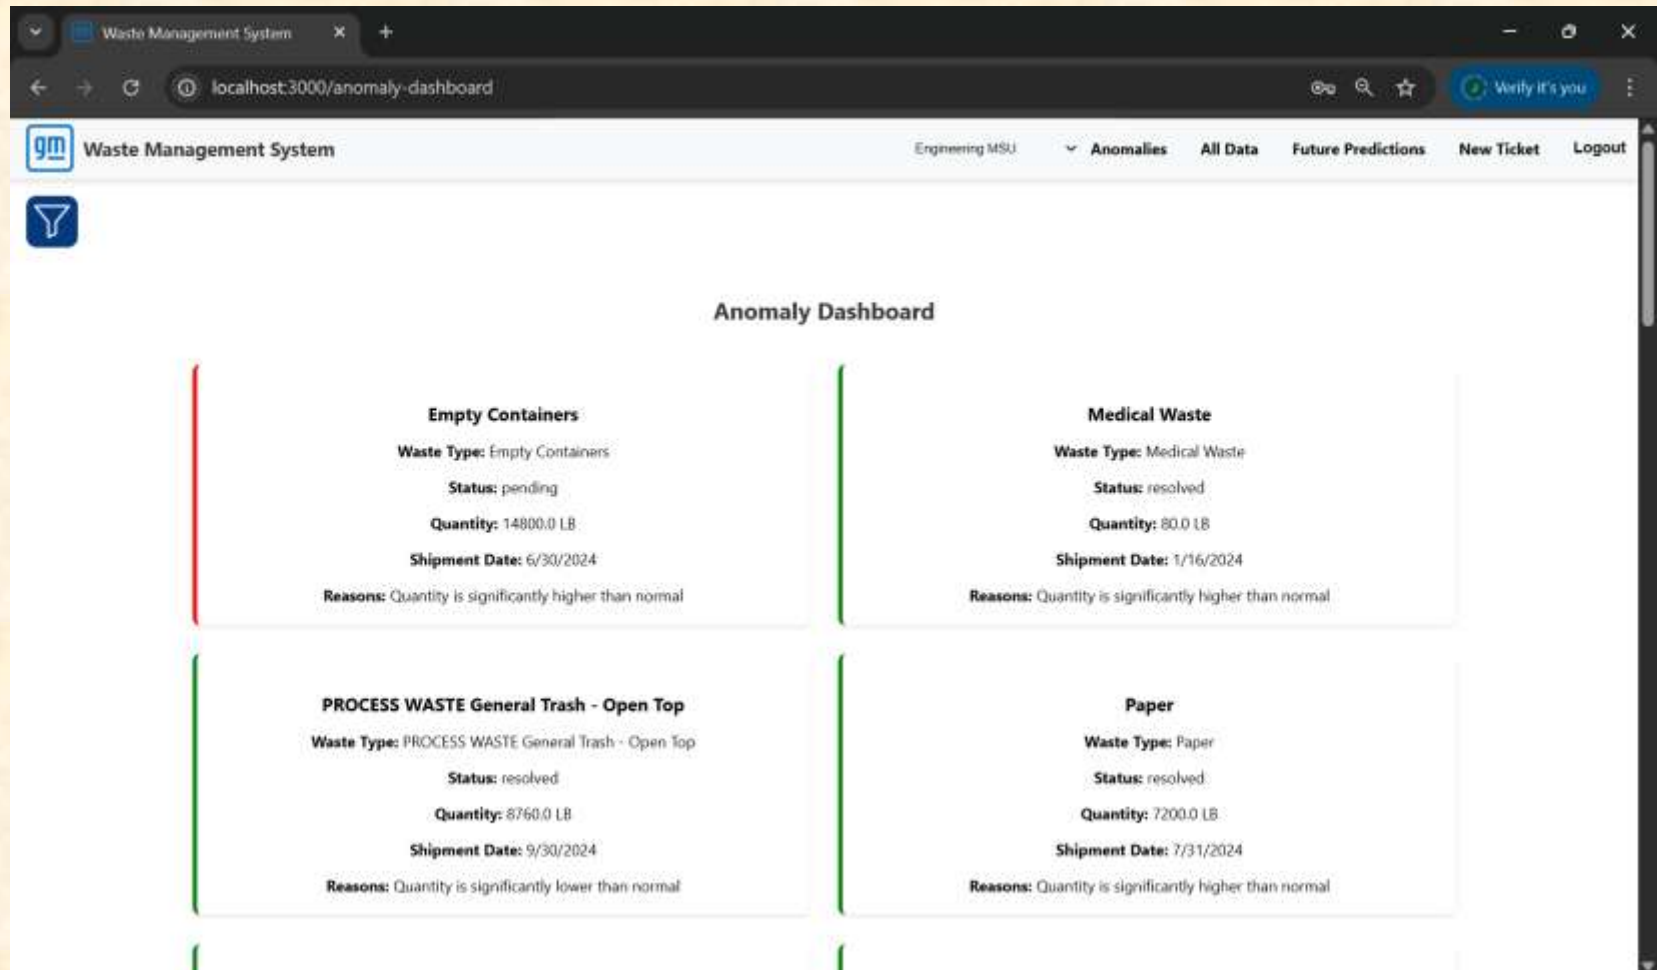 Waste Management System
localhost:3000/anomaly-dashboard
Verify it's you
gm Waste Management System
Engineering MSU
Anomalies
All Data
Future Predictions
New Ticket
Logout
Anomaly Dashboard
Empty Containers
Waste Type: Empty Containers
Status: pending
Quantity: 14800.0 LB
Shipment Date: 6/30/2024
Reasons: Quantity is significantly higher than normal
Medical Waste
Waste Type: Medical Waste
Status: resolved
Quantity: 80.0 LB
Shipment Date: 1/16/2024
Reasons: Quantity is significantly higher than normal
PROCESS WASTE General Trash - Open Top
Waste Type: PROCESS WASTE General Trash - Open Top
Status: resolved
Quantity: 8760.0 LB
Shipment Date: 9/30/2024
Reasons: Quantity is significantly lower than normal
Paper
Waste Type: Paper
Status: resolved
Quantity: 7200.0 LB
Shipment Date: 7/31/2024
Reasons: Quantity is significantly higher than normal